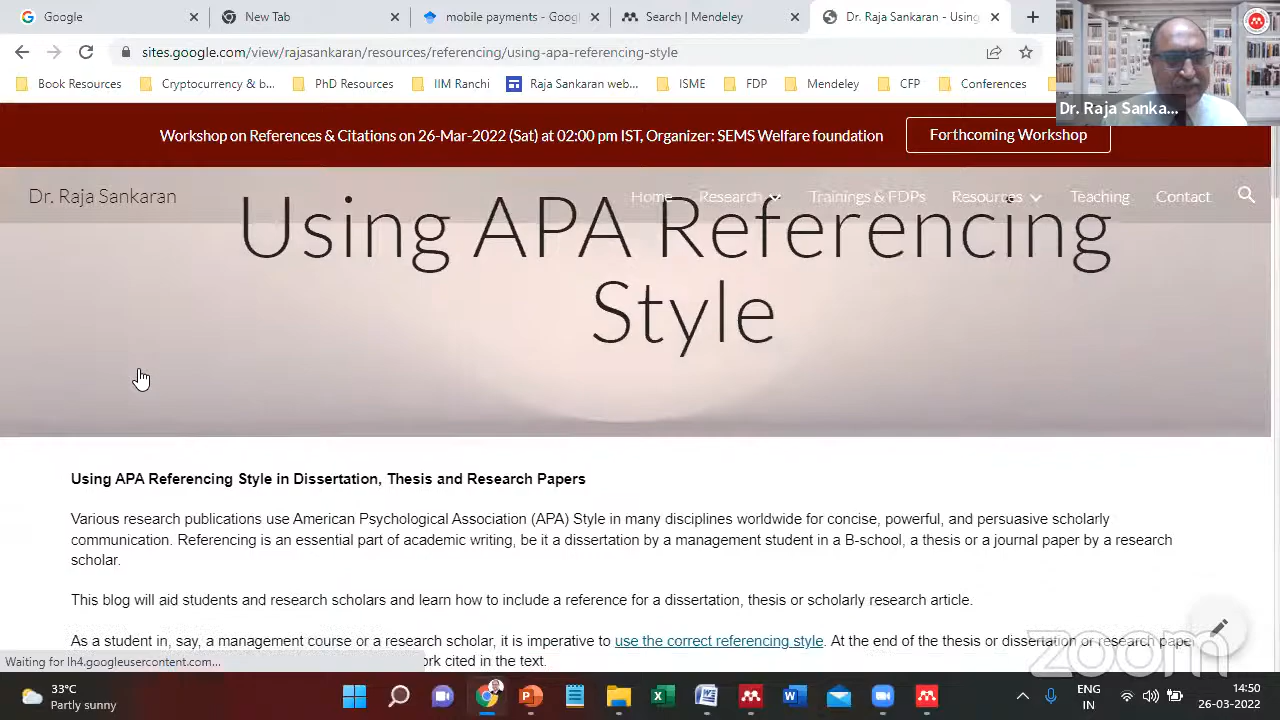 Google
New Tab
mobile payments - Goo
Search | Mendeley
Dr. Raja Sankaran - Using
sites.google.com/view/rajasankaran/resources/referencing/using-apa-referencing-style
Book Resources
Cryptocurrency & b...
PhD Resources
IIM Ranchi
Raja Sankaran web...
ISME
FDP
Mendeley
CFP
Conferences
Dr. Raja Sanka...
Workshop on References & Citations on 26-Mar-2022 (Sat) at 02:00 pm IST, Organizer: SEMS Welfare foundation
Forthcoming Workshop
Dr. Raja Sankaran
Home
Research
Trainings & FDPs
Resources
Teaching
Contact
Using APA Referencing
Style
Using APA Referencing Style in Dissertation, Thesis and Research Papers
Various research publications use American Psychological Association (APA) Style in many disciplines worldwide for concise, powerful, and persuasive scholarly
communication. Referencing is an essential part of academic writing, be it a dissertation by a management student in a B-school, a thesis or a journal paper by a research
scholar.
This blog will aid students and research scholars and learn how to include a reference for a dissertation, thesis or scholarly research article.
As a student in, say, a management course or a research scholar, it is imperative to use the correct referencing style. At the end of the thesis or dissertation or research pape
cited in the text.
Waiting for lh4.googleusercontent.com...
zoom
33°C
Partly sunny
ENG
IN
14:50
26-03-2022